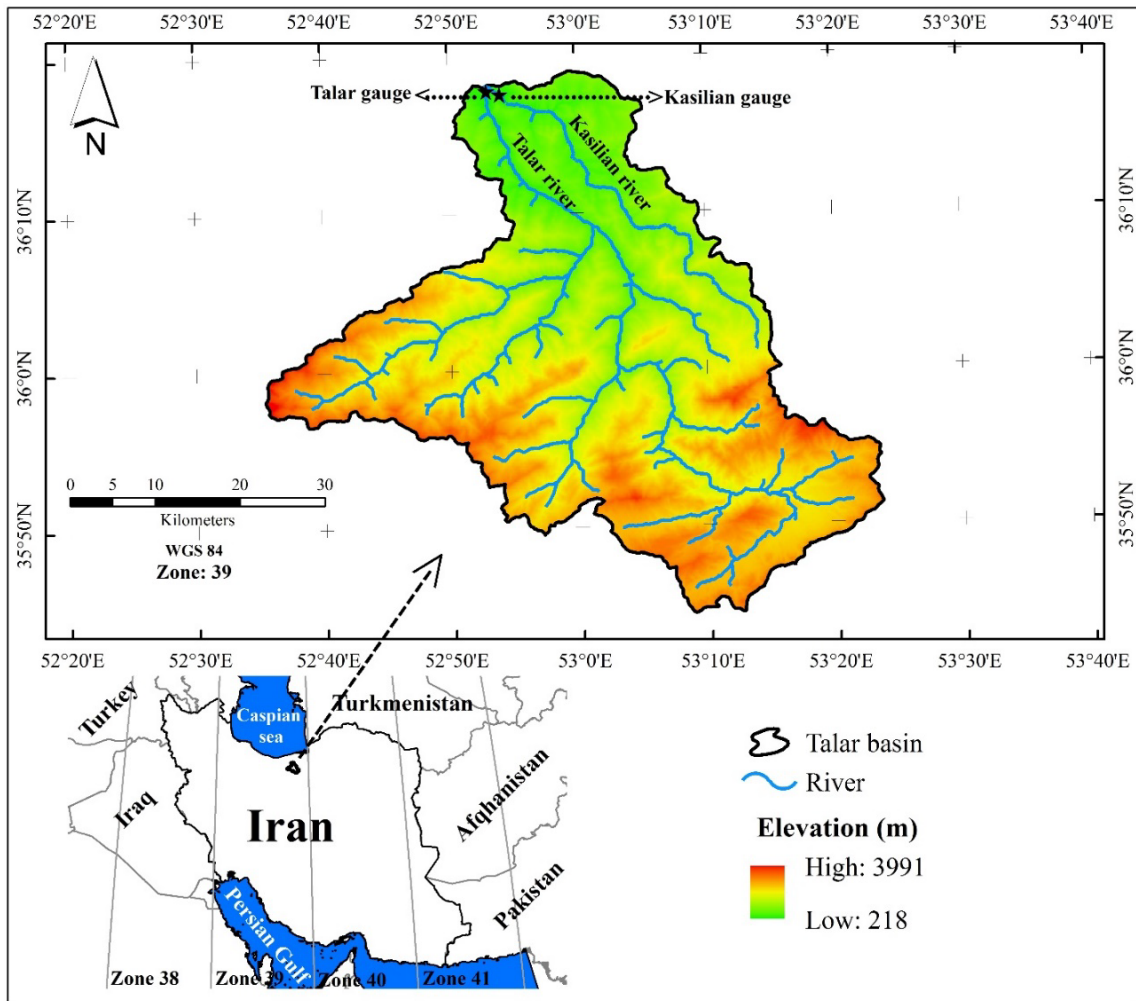 52°20'E 52°30'E 52°40'E 52°50'E 53°0'E 53°10'E 53°20'E 53°30'E 53°40'E
N
Talar gauge
Kasilian gauge
Talar river
Kasilian river
36°10'N
36°10'N
36°0'N
36°0'N
35°50'N
35°50'N
0 5 10 20 30
Kilometers
WGS 84
Zone: 39
52°20'E 52°30'E 52°40'E 52°50'E 53°0'E 53°10'E 53°20'E 53°30'E 53°40'E
Turkey
Caspian
sea
Turkmenistan
Iraq
Iran
Afqhanistan
Pakistan
Persian Gulf
Zone 38 Zone 39 Zone 40 Zone 41
Talar basin
River
Elevation (m)
High: 3991
Low: 218